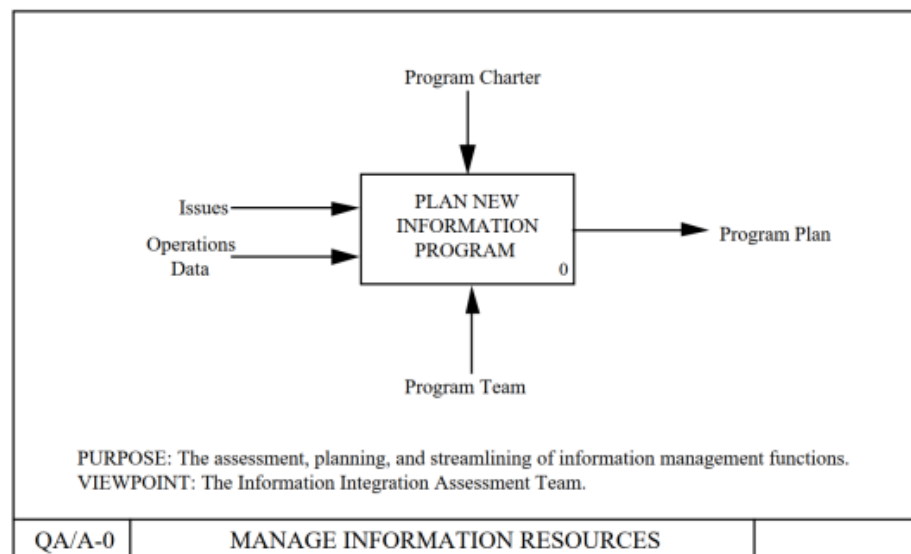 Program Charter
PLAN NEW
INFORMATION
PROGRAM
0
Issues
Operations
Data
Program Plan
Program Team
PURPOSE: The assessment, planning, and streamlining of information management functions.
VIEWPOINT: The Information Integration Assessment Team.
QA/A-0
MANAGE INFORMATION RESOURCES